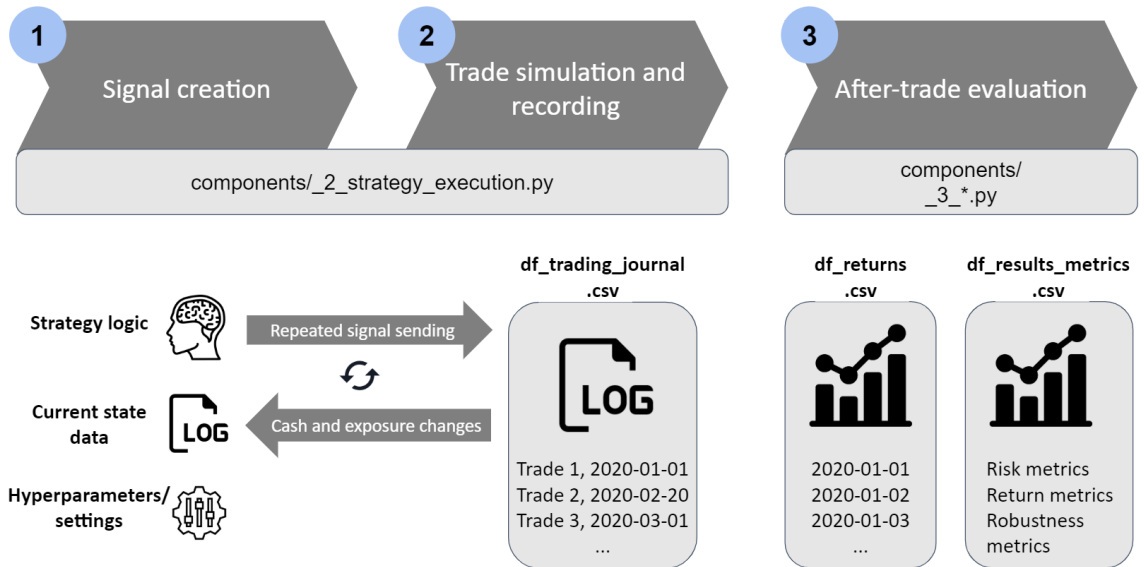 1
Signal creation
2
Trade simulation and
recording
3
After-trade evaluation
components/_2_strategy_execution.py
components/
_3_*.py
Strategy logic
Repeated signal sending
Current state
data
LOG
Cash and exposure changes
Hyperparameters/
settings
df_trading_journal
.csv
LOG
Trade 1, 2020-01-01
Trade 2, 2020-02-20
Trade 3, 2020-03-01
...
df_returns
.csv
2020-01-01
2020-01-02
2020-01-03
...
df_results_metrics
.csv
Risk metrics
Return metrics
Robustness
metrics